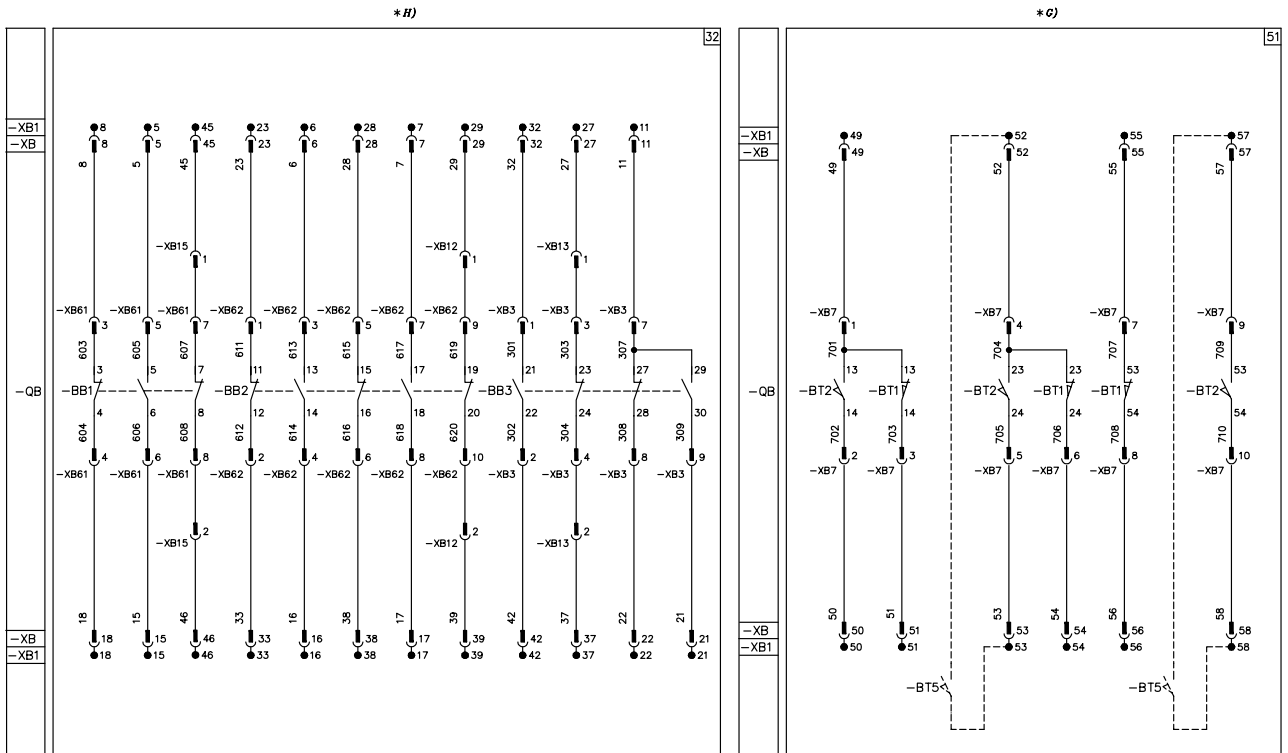 *H) *G)
32 51
-XB1 8 5 45 23 6 28 7 29 32 27 11
-XB 8 5 45 23 6 28 7 29 32 27 11
8 5 45 23 6 28 7 29 32 27 11
-XB15 1 -XB12 1 -XB13 1
-XB61 -XB61 -XB61 -XB62 -XB62 -XB62 -XB62 -XB62 -XB3 -XB3 -XB3
3 5 7 1 3 5 7 9 1 3 7
603 605 607 611 613 615 617 619 301 303 307
3 5 7 11 13 15 17 19 21 23 27 29
-QB -BB1 -BB2 -BB3
4 6 8 12 14 16 18 20 22 24 28 30
604 606 608 612 614 616 618 620 302 304 308 309
4 6 8 2 4 6 8 10 2 4 8 9
-XB61 -XB61 -XB61 -XB62 -XB62 -XB62 -XB62 -XB62 -XB3 -XB3 -XB3 -XB3
-XB15 2 -XB12 2 -XB13 2
18 15 46 33 16 38 17 39 42 37 22 21
-XB 18 15 46 33 16 38 17 39 42 37 22 21
-XB1 18 15 46 33 16 38 17 39 42 37 22 21
-XB1 49 52 55 57
-XB 49 52 55 57
49 52 55 57
-XB7 1 -XB7 4 -XB7 7 -XB7 9
701 704 707 709
13 13 23 23 53 53
-QB -BT2 -BT1 -BT2 -BT1 -BT1 -BT2
14 14 24 24 54 54
702 703 705 706 708 710
2 3 5 6 8 10
-XB7 -XB7 -XB7 -XB7 -XB7 -XB7
50 51 53 54 56 58
-XB 50 51 53 54 56 58
-XB1 50 51 53 54 56 58
-BT5 -BT5